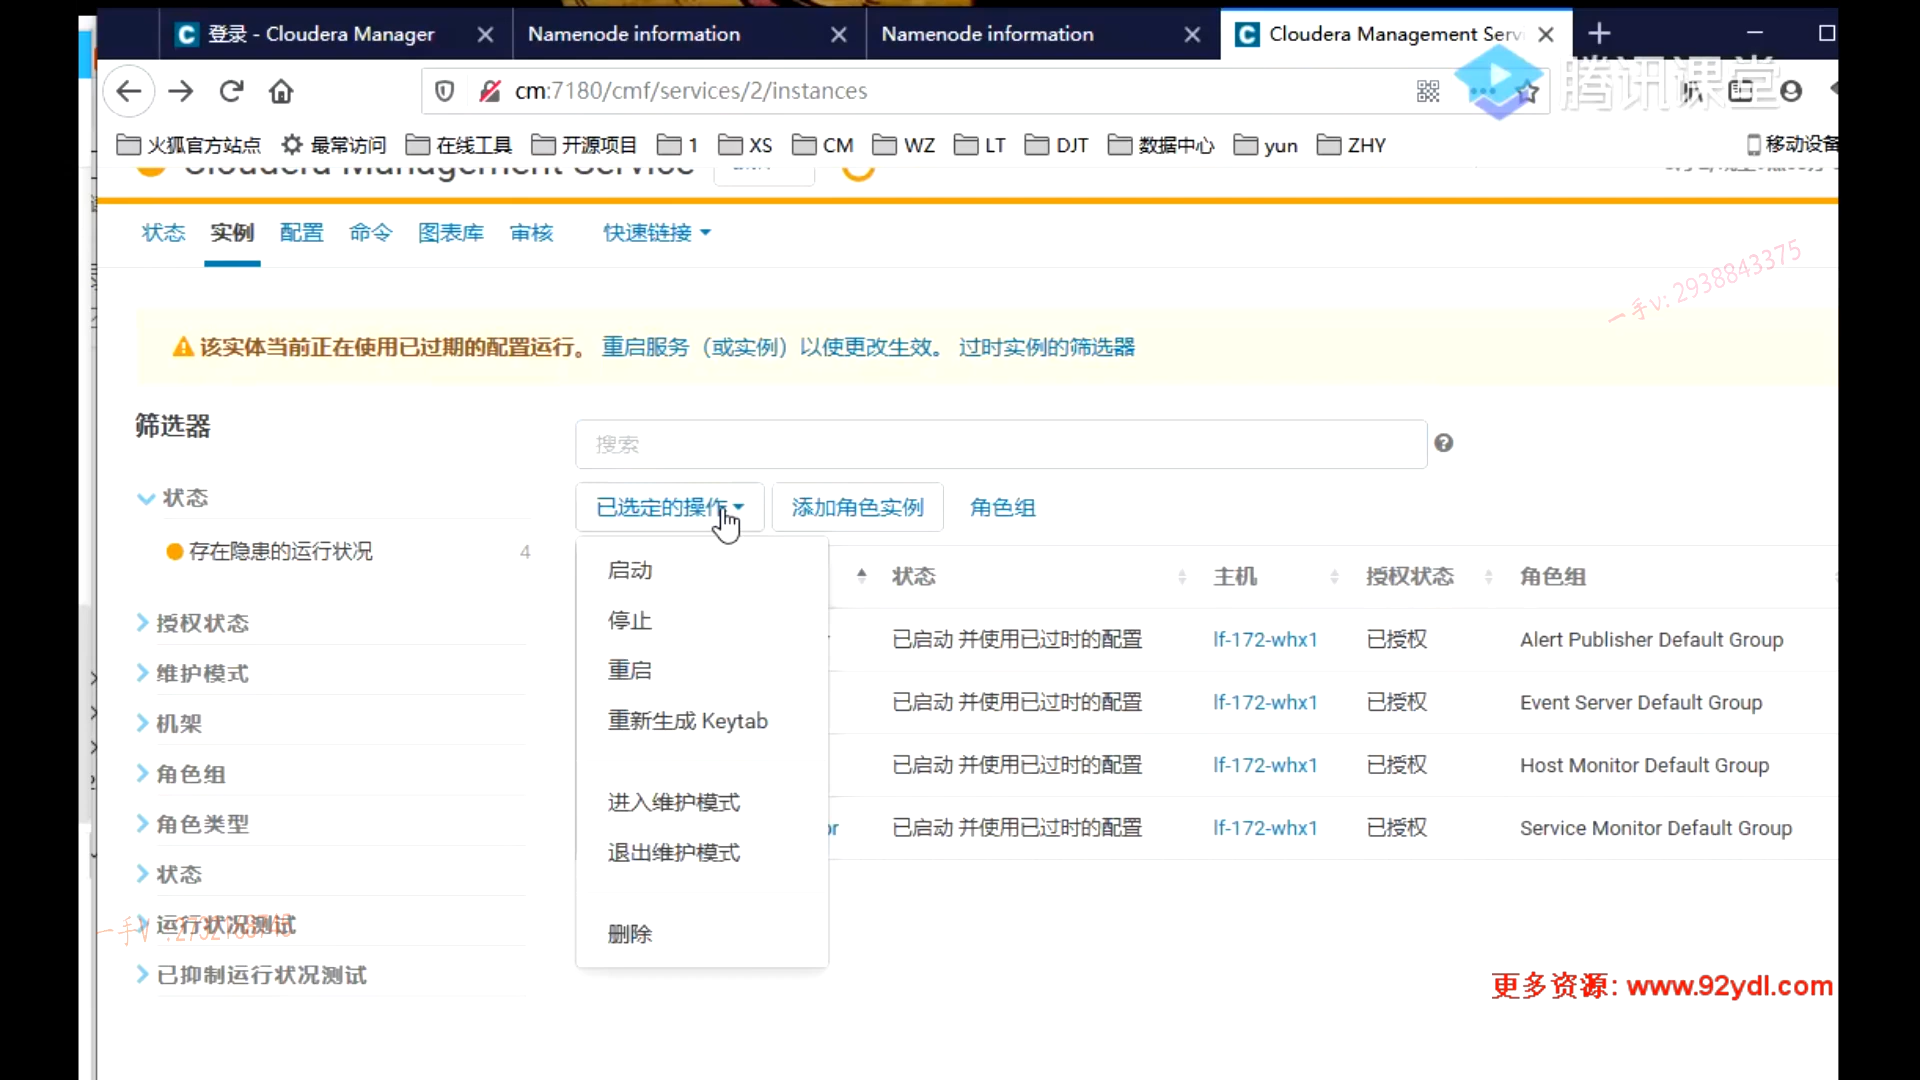 登录 - Cloudera Manager
Namenode information
Namenode information
Cloudera Management Serv
腾讯课堂
cm:7180/cmf/services/2/instances
火狐官方站点
最常访问
在线工具
开源项目
1
XS
CM
WZ
LT
DJT
数据中心
yun
ZHY
移动设备
Cloudera Management Service
状态
实例
配置
命令
图表库
审核
快速链接
一手v: 2938843375
该实体当前正在使用已过期的配置运行。 重启服务（或实例）以使更改生效。 过时实例的筛选器
筛选器
搜索
状态
已选定的操作
添加角色实例
角色组
存在隐患的运行状况
4
启动
状态
主机
授权状态
角色组
授权状态
停止
已启动 并使用已过时的配置
lf-172-whx1
已授权
Alert Publisher Default Group
维护模式
重启
机架
重新生成 Keytab
已启动 并使用已过时的配置
lf-172-whx1
已授权
Event Server Default Group
角色组
已启动 并使用已过时的配置
lf-172-whx1
已授权
Host Monitor Default Group
角色类型
进入维护模式
or
已启动 并使用已过时的配置
lf-172-whx1
已授权
Service Monitor Default Group
状态
退出维护模式
运行状况测试
删除
已抑制运行状况测试
更多资源: www.92ydl.com